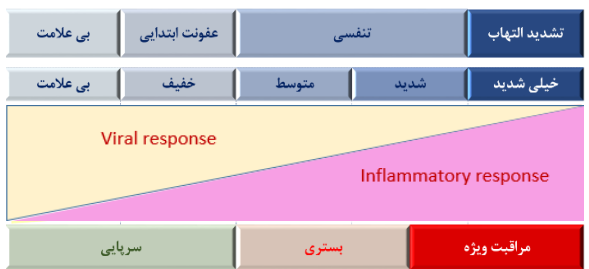 تشدید التهاب تنفسی عفونت ابتدایی بی علامت
خیلی شدید شدید متوسط خفیف بی علامت
Viral response
Inflammatory response
مراقبت ویژه بستری سرپایی